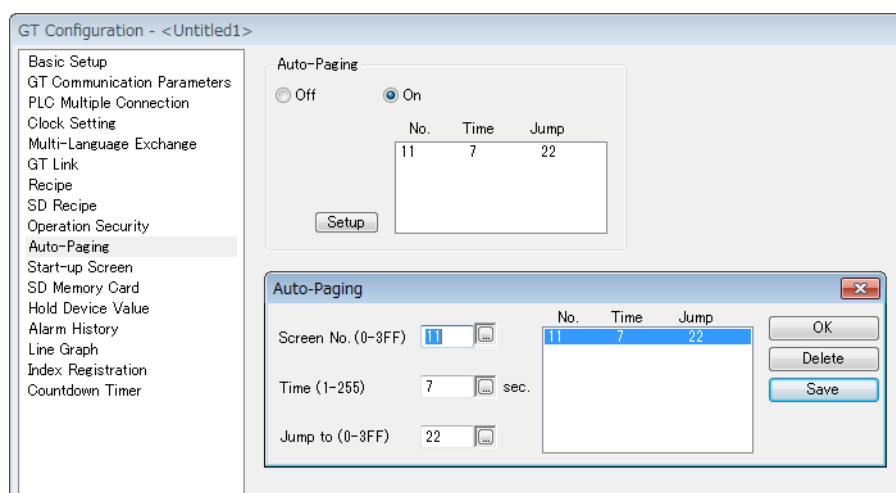 GT Configuration - <Untitled1>
Basic Setup
GT Communication Parameters
PLC Multiple Connection
Clock Setting
Multi-Language Exchange
GT Link
Recipe
SD Recipe
Operation Security
Auto-Paging
Start-up Screen
SD Memory Card
Hold Device Value
Alarm History
Line Graph
Index Registration
Countdown Timer
Auto-Paging
Off On
No. Time Jump
11 7 22
Setup
Auto-Paging
Screen No. (0-3FF) 11 ...
Time (1-255) 7 ... sec.
Jump to (0-3FF) 22 ...
No. Time Jump
11 7 22
OK
Delete
Save